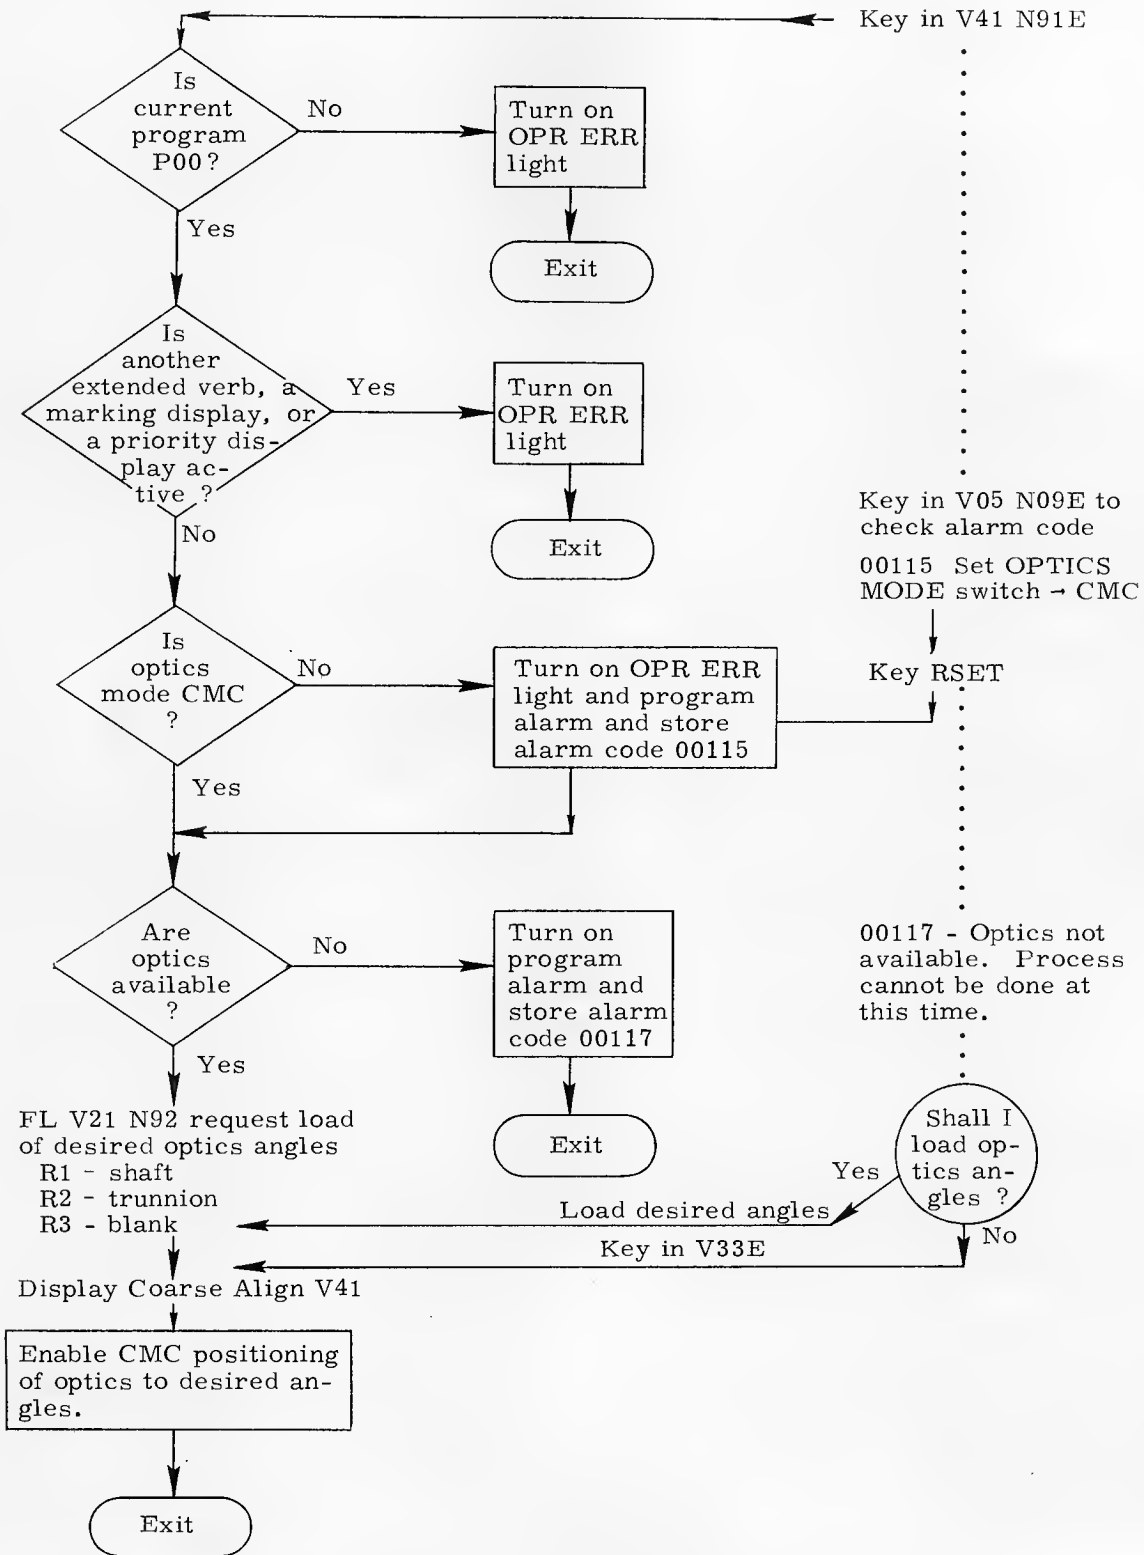 Key in V41 N91E
Is
current
program
P00?
No
Turn on
OPR ERR
light
Exit
Yes
Is
another
extended verb, a
marking display, or
a priority dis-
play ac-
tive ?
Yes
Turn on
OPR ERR
light
Exit
No
Key in V05 N09E to
check alarm code
00115 Set OPTICS
MODE switch → CMC
Key RSET
Is
optics
mode CMC
?
No
Turn on OPR ERR
light and program
alarm and store
alarm code 00115
Yes
Are
optics
available
?
No
Turn on
program
alarm and
store alarm
code 00117
Exit
00117 - Optics not
available. Process
cannot be done at
this time.
Yes
FL V21 N92 request load
of desired optics angles
R1 - shaft
R2 - trunnion
R3 - blank
Shall I
load op-
tics an-
gles ?
Yes
Load desired angles
No
Key in V33E
Display Coarse Align V41
Enable CMC positioning
of optics to desired an-
gles.
Exit